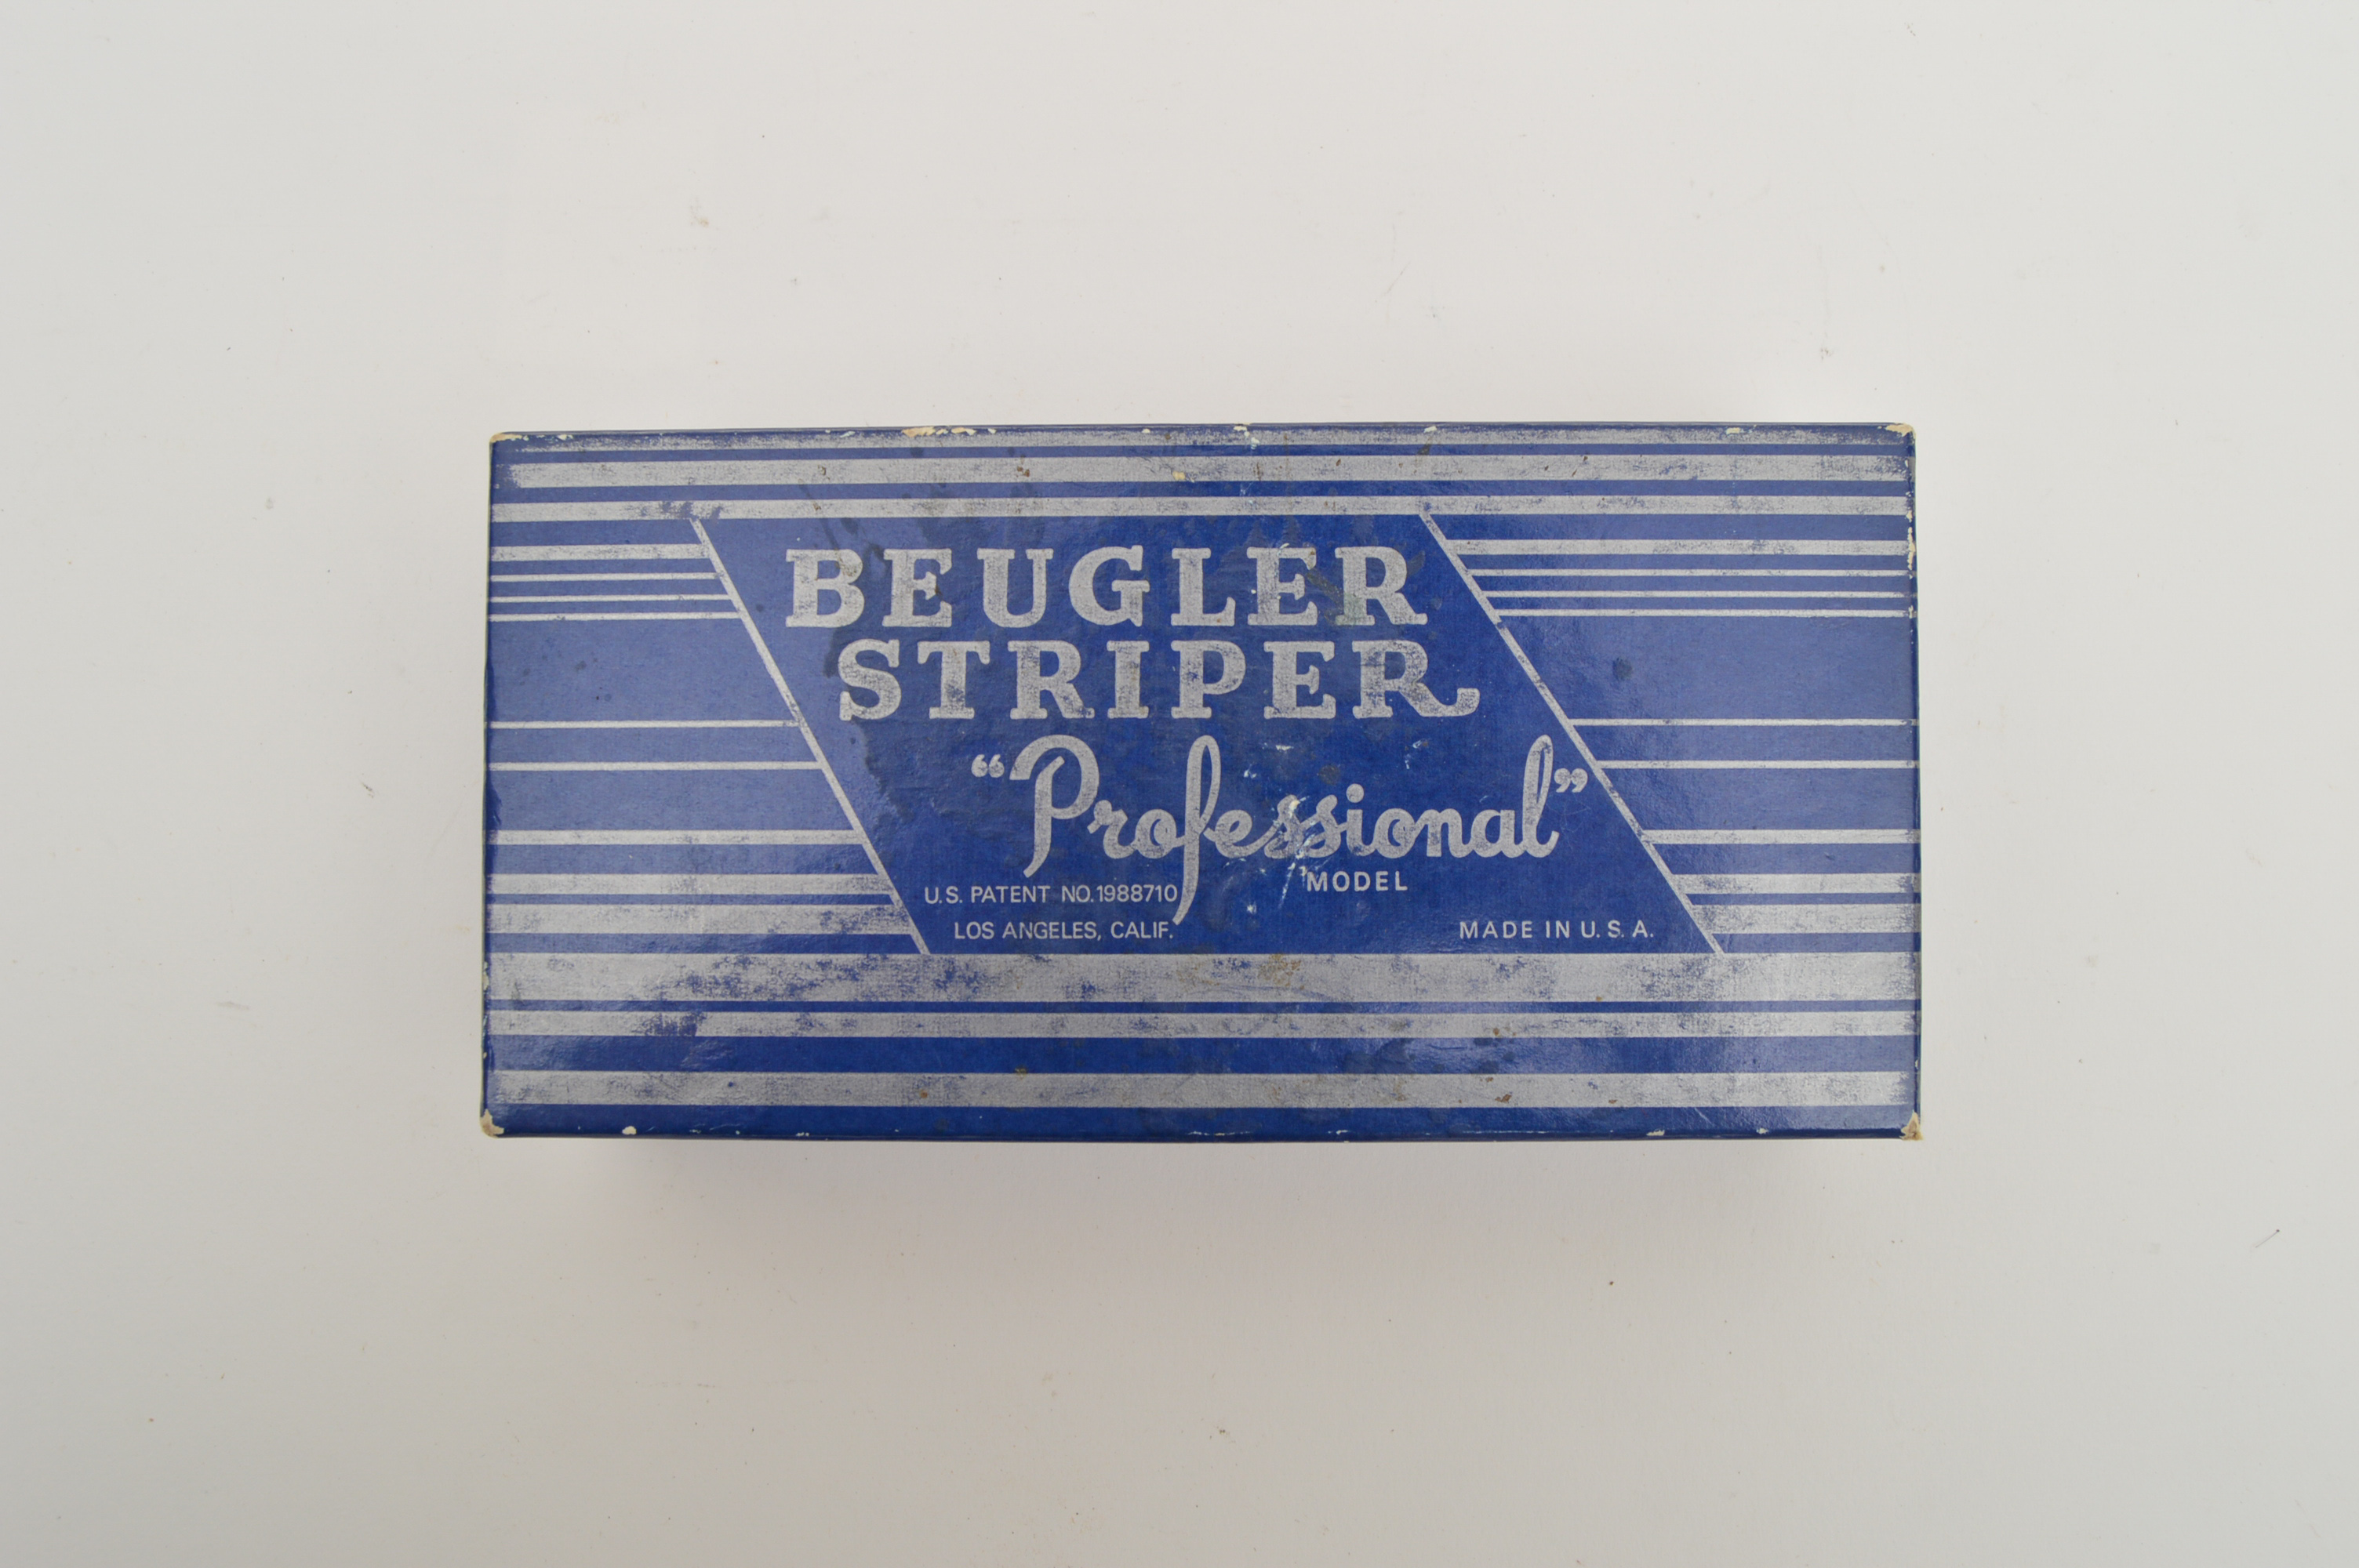 BEUGLER
STRIPER
“Professional”
MODEL
U.S. PATENT NO. 1988710
LOS ANGELES, CALIF.
MADE IN U. S. A.